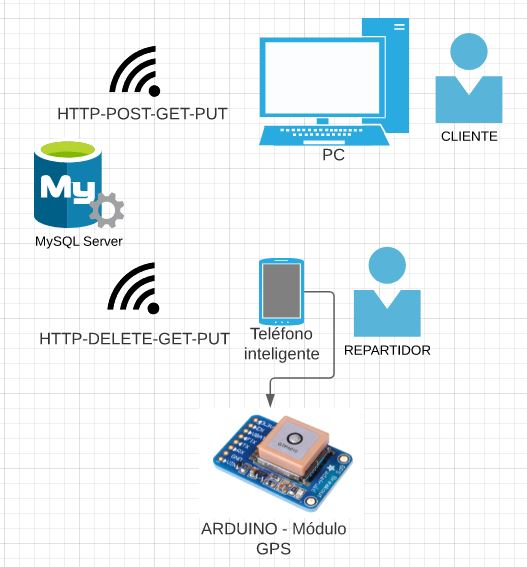 HTTP-POST-GET-PUT
PC
CLIENTE
My
MySQL Server
HTTP-DELETE-GET-PUT
Teléfono
inteligente
REPARTIDOR
ARDUINO - Módulo
GPS